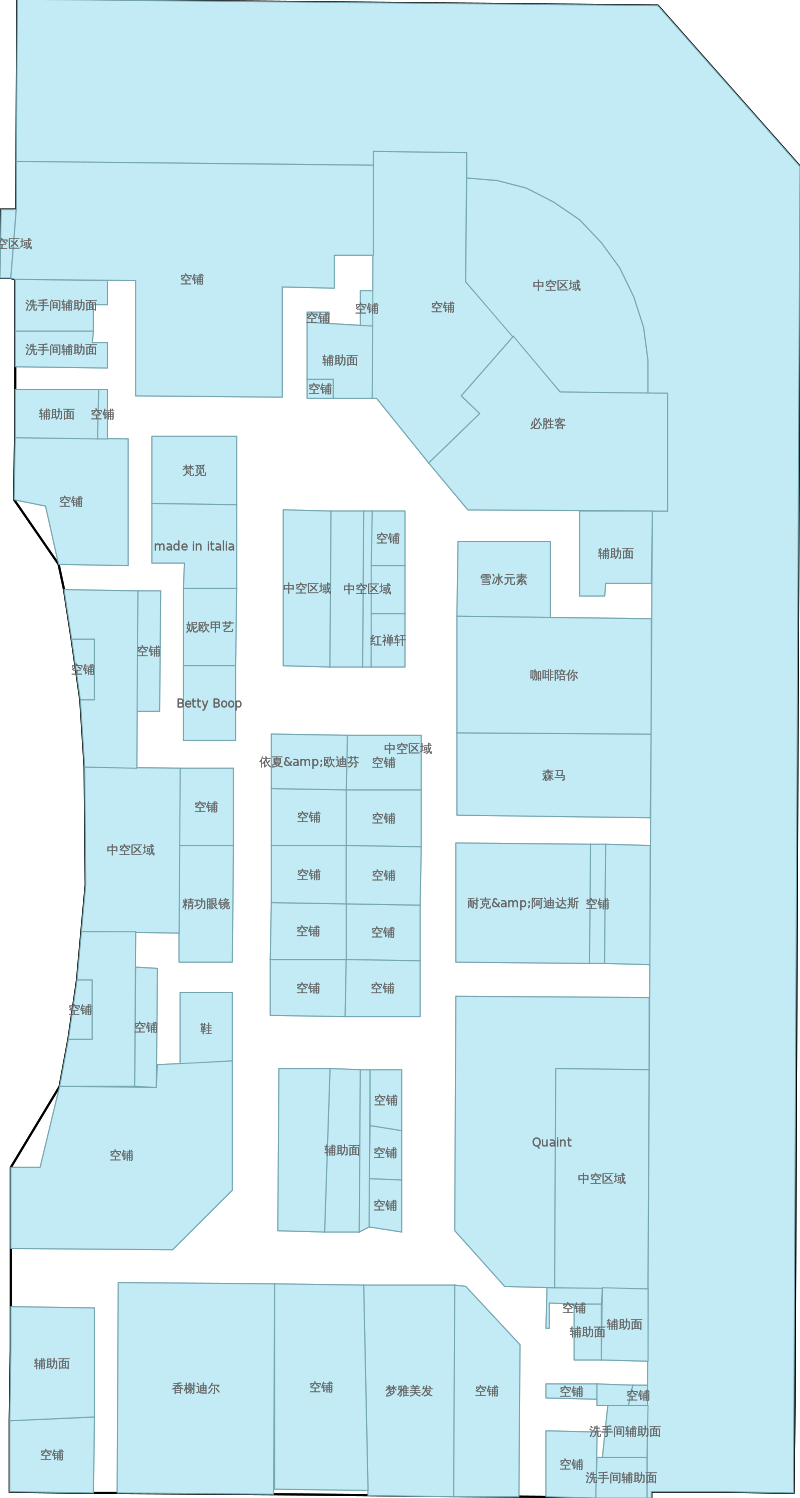 空区域
空铺
中空区域
洗手间辅助面
空铺
空铺
空铺
洗手间辅助面
辅助面
空铺
辅助面
空铺
必胜客
梵觅
空铺
made in italia
空铺
辅助面
雪冰元素
中空区域
中空区域
妮欧甲艺
红禅轩
空铺
空铺
咖啡陪你
Betty Boop
中空区域
依夏&amp;欧迪芬
空铺
森马
空铺
空铺
空铺
中空区域
空铺
空铺
精功眼镜
耐克&amp;阿迪达斯
空铺
空铺
空铺
空铺
空铺
鞋
空铺
空铺
空铺
Quaint
辅助面
空铺
空铺
中空区域
空铺
空铺
辅助面
辅助面
辅助面
香榭迪尔
空铺
梦雅美发
空铺
空铺
空铺
洗手间辅助面
空铺
空铺
洗手间辅助面